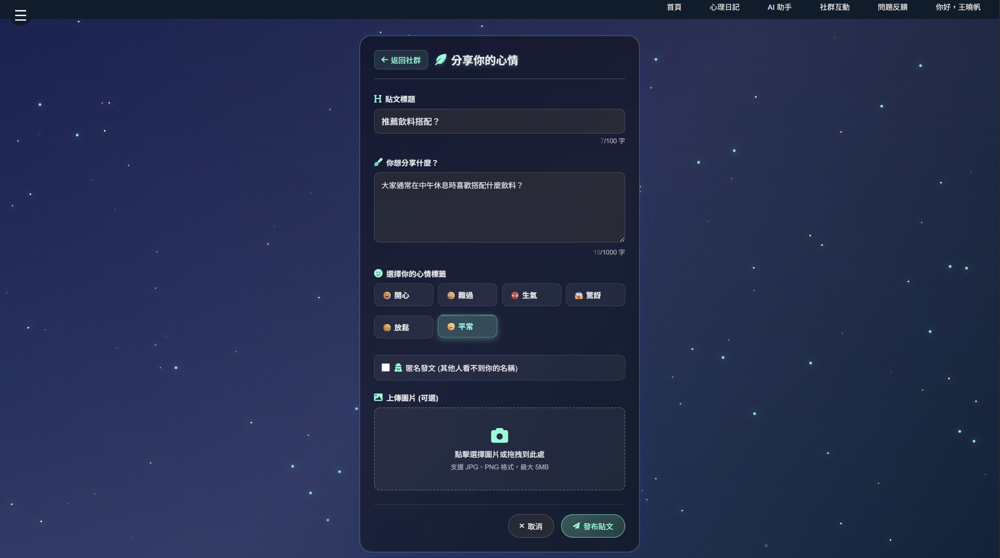 首頁 心理日記 AI 助手 社群互動 問題反饋 你好，王曉帆
返回社群 分享你的心情
貼文標題
推薦飲料搭配？
7/100 字
你想分享什麼？
大家通常在中午休息時喜歡搭配什麼飲料？
19/1000 字
選擇你的心情標籤
開心 難過 生氣 驚訝
放鬆 平常
匿名發文 (其他人看不到你的名稱)
上傳圖片 (可選)
點擊選擇圖片或拖拽到此處
支援 JPG、PNG 格式，最大 5MB
取消 發布貼文